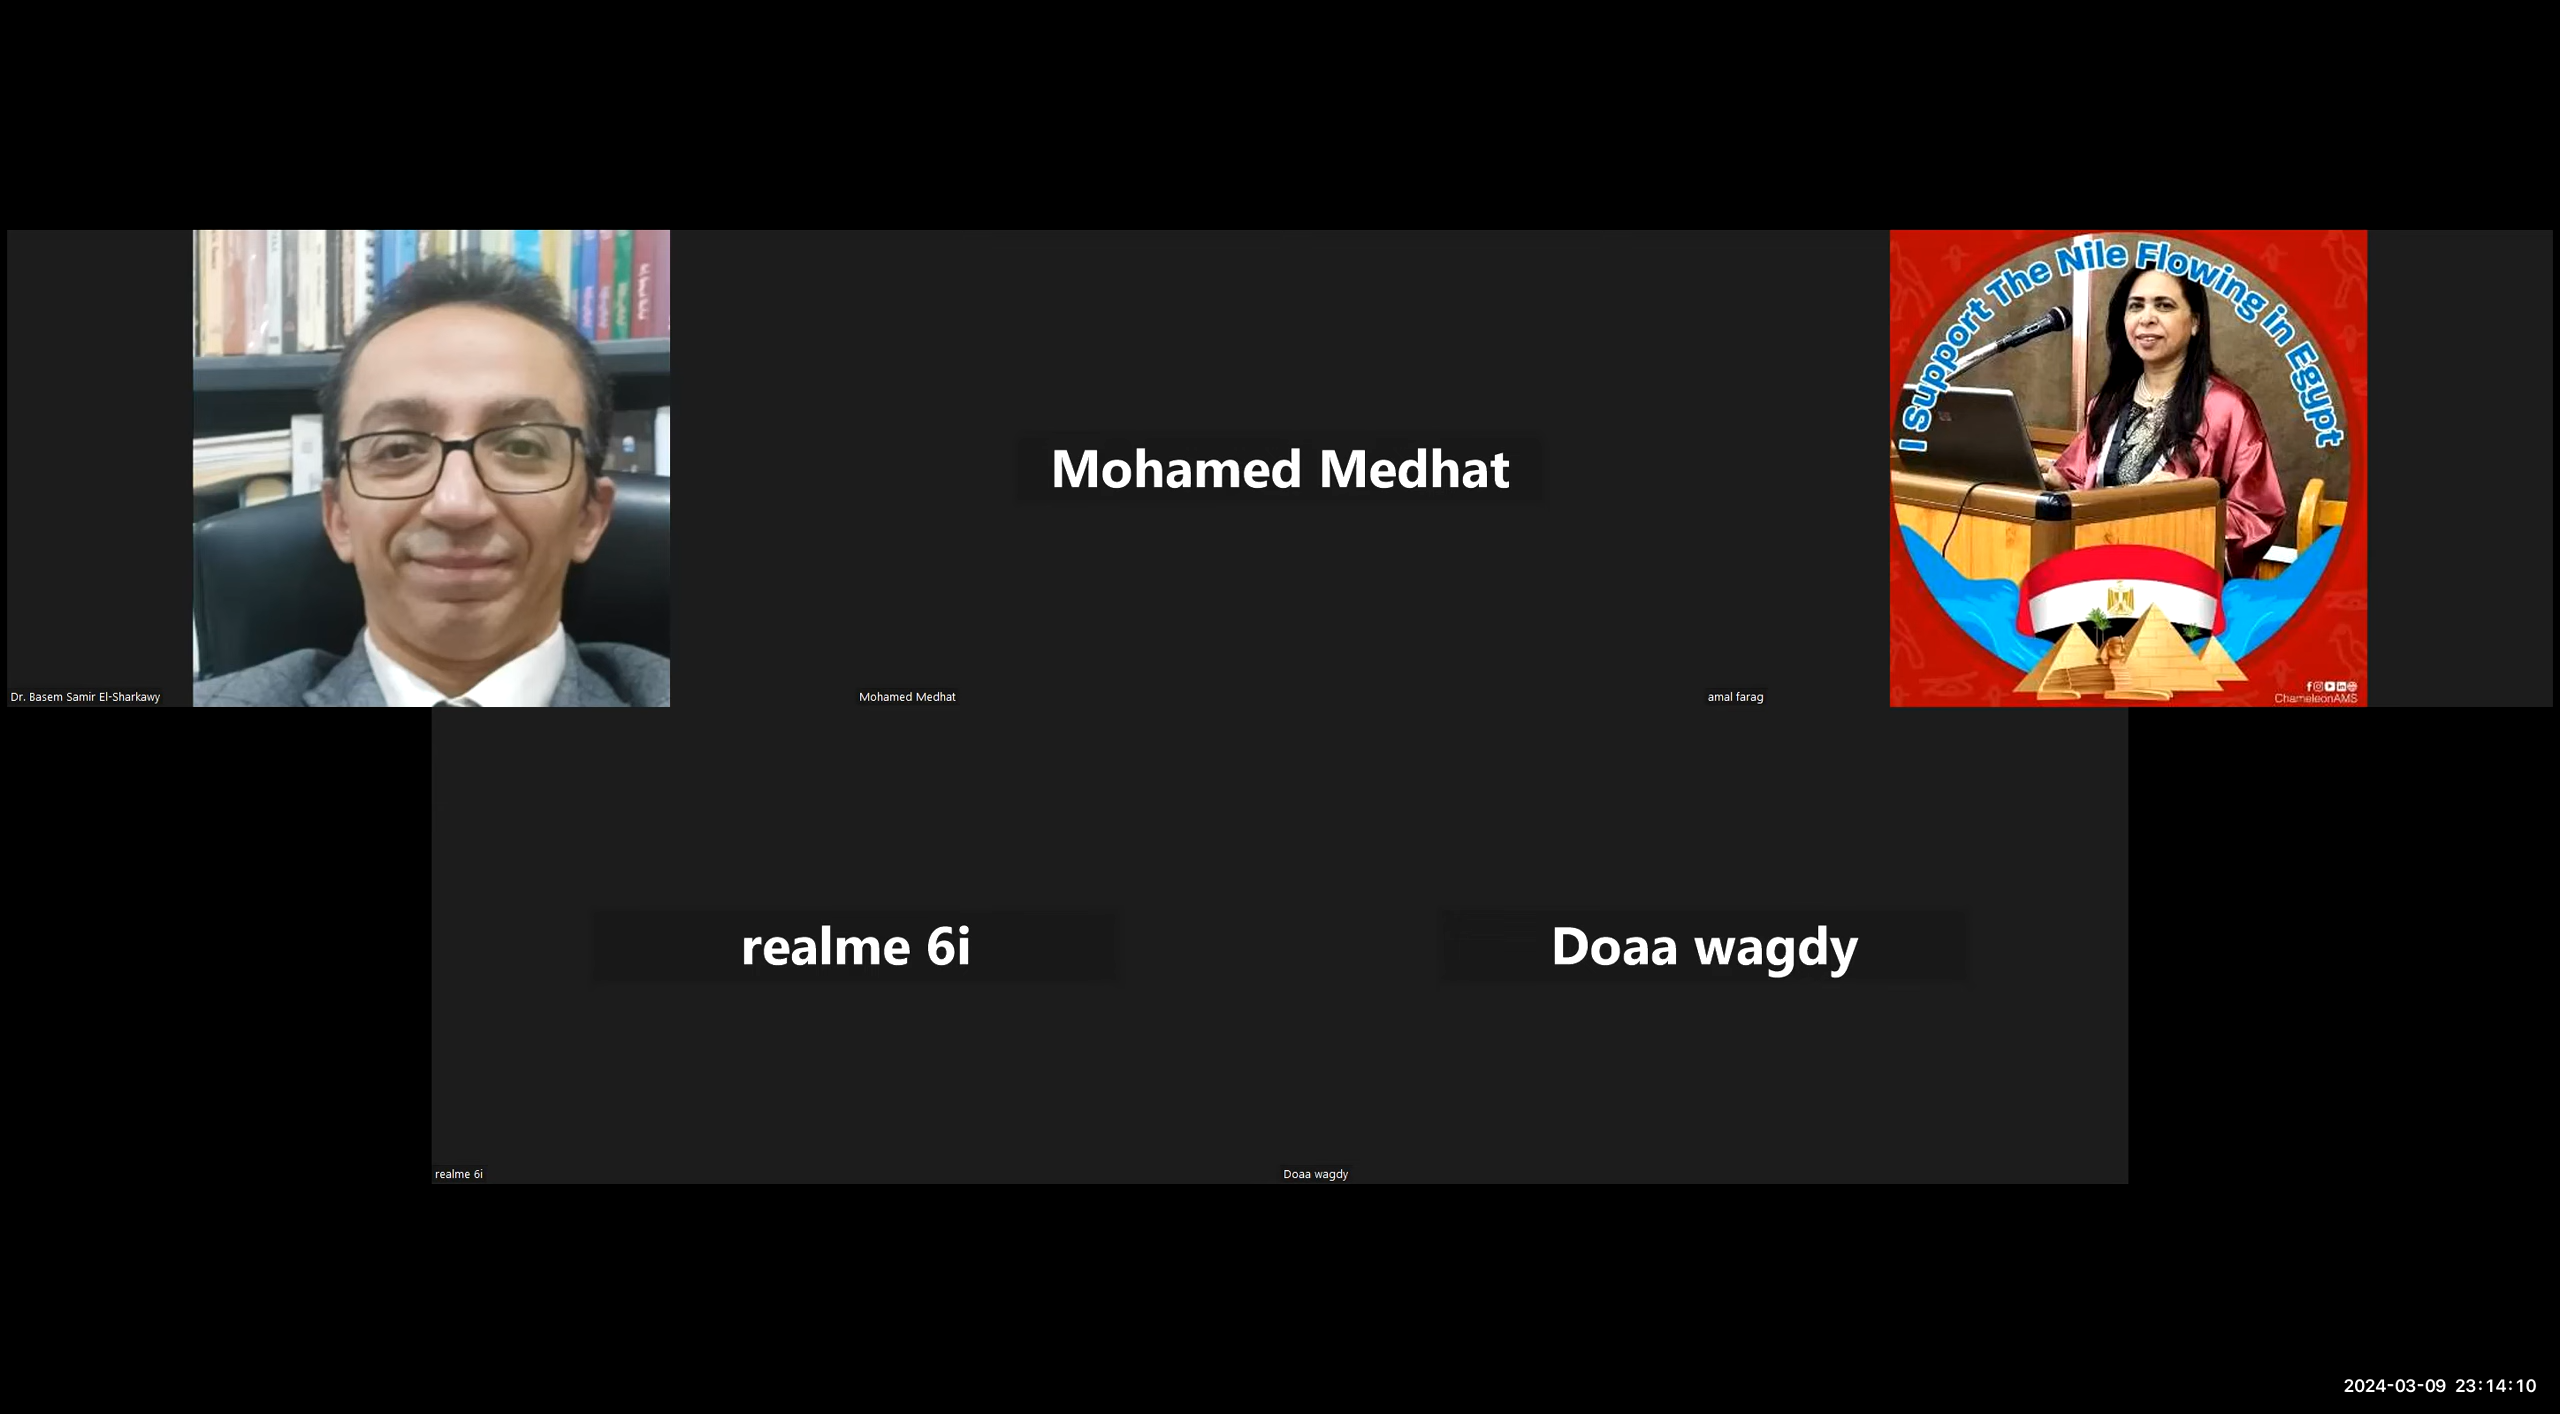 I Support The Nile Flowing in Egypt
Mohamed Medhat
ChameleonAMS
Dr. Basem Samir El-Sharkawy
Mohamed Medhat
amal farag
realme 6i
Doaa wagdy
realme 6i
Doaa wagdy
2024-03-09 23:14:10